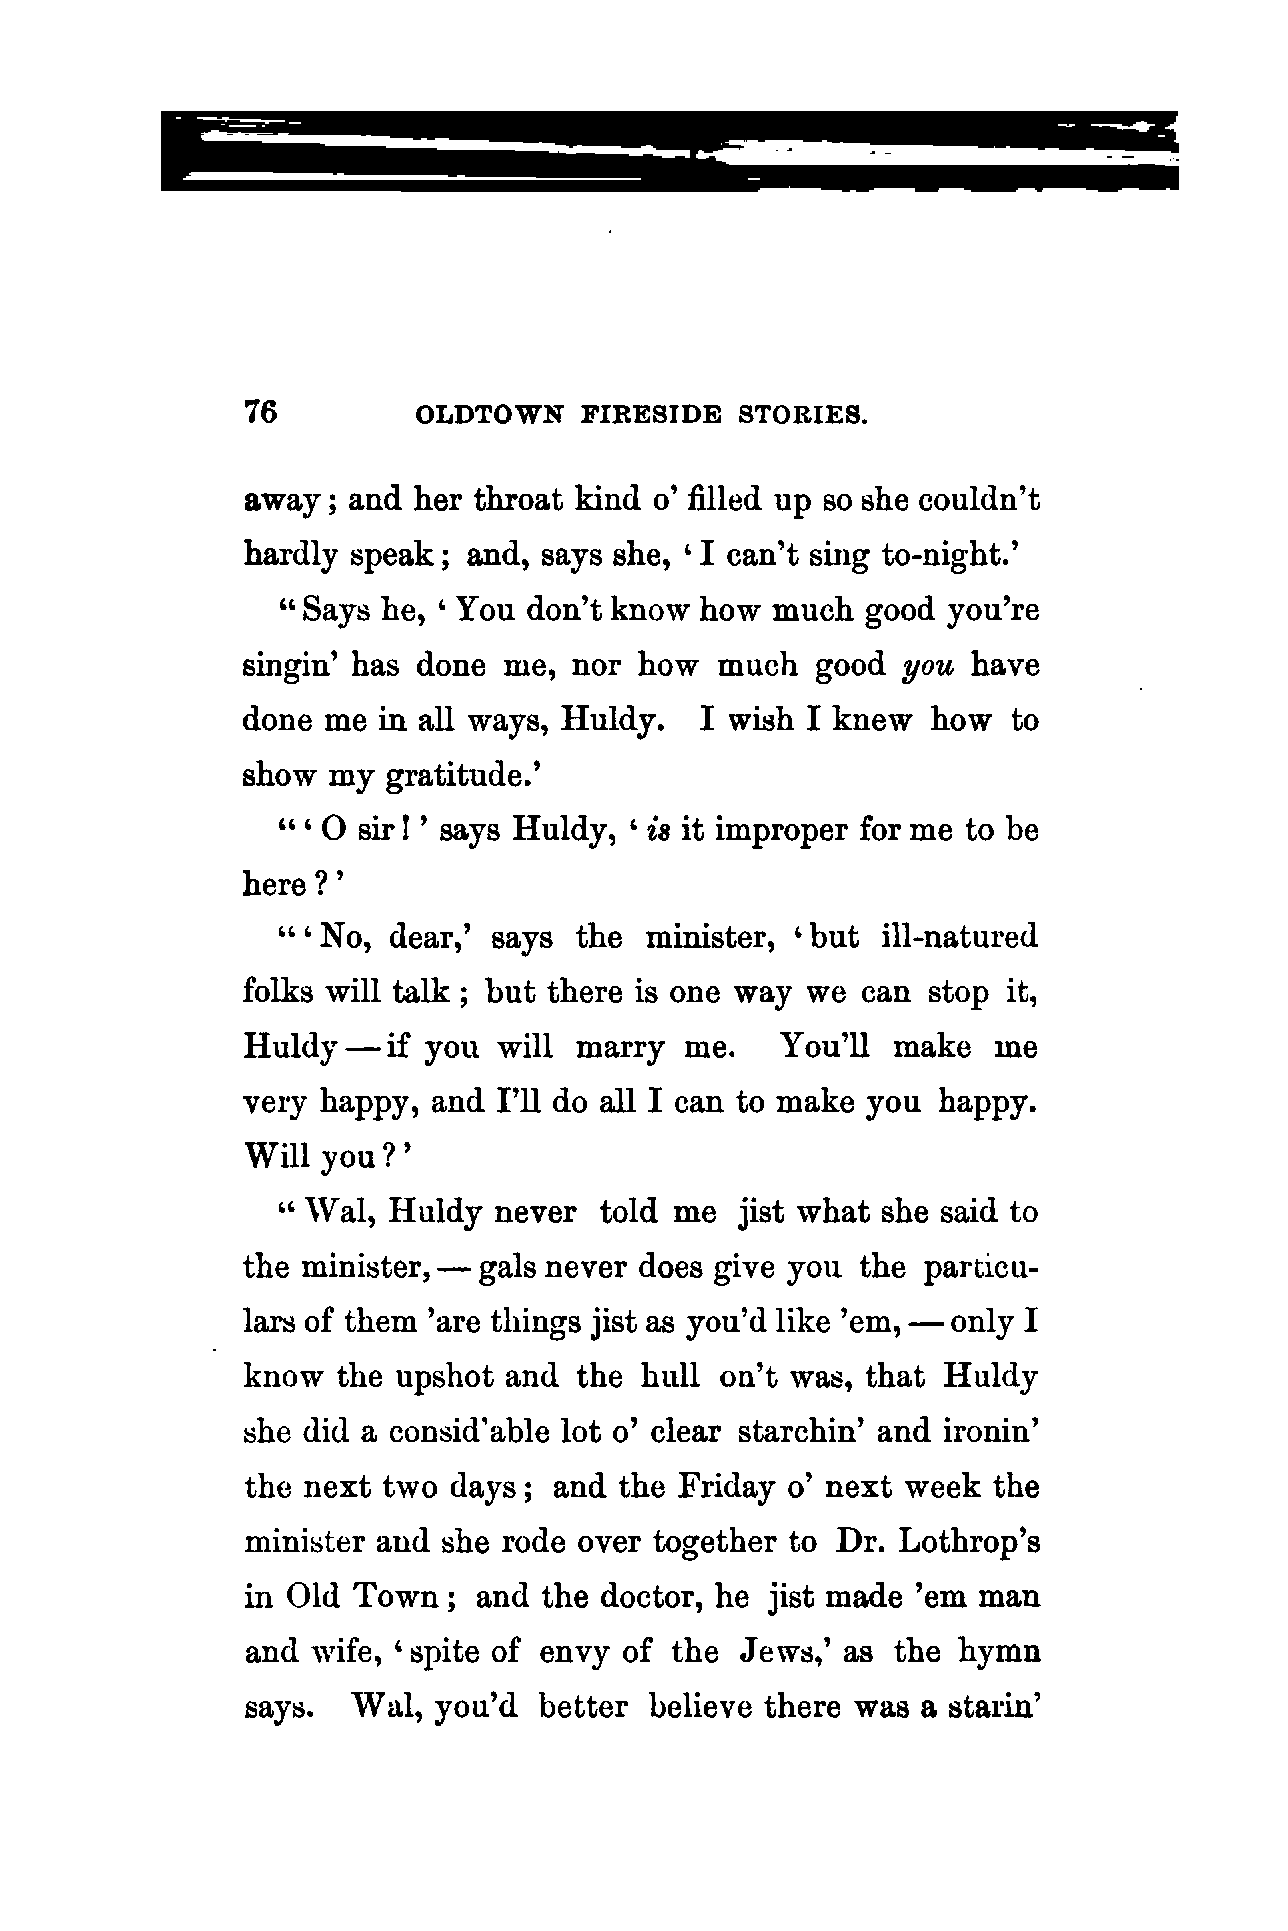 76 OLDTOWN FIRESIDE STORIES.
away; and her throat kind o' filled up so she couldn't
hardly speak; and, says she, 'I can't sing to-night.'
"Says he, 'You don't know how much good you're
singin' has done me, nor how much good you have
done me in all ways, Huldy. I wish I knew how to
show my gratitude.'
"'O sir!' says Huldy, 'is it improper for me to be
here?'
"'No, dear,' says the minister, 'but ill-natured
folks will talk; but there is one way we can stop it,
Huldy—if you will marry me. You'll make me
very happy, and I'll do all I can to make you happy.
Will you?'
"Wal, Huldy never told me jist what she said to
the minister,—gals never does give you the particu-
lars of them 'are things jist as you'd like 'em,—only I
know the upshot and the hull on't was, that Huldy
she did a consid'able lot o' clear starchin' and ironin'
the next two days; and the Friday o' next week the
minister and she rode over together to Dr. Lothrop's
in Old Town; and the doctor, he jist made 'em man
and wife, 'spite of envy of the Jews,' as the hymn
says. Wal, you'd better believe there was a starin'